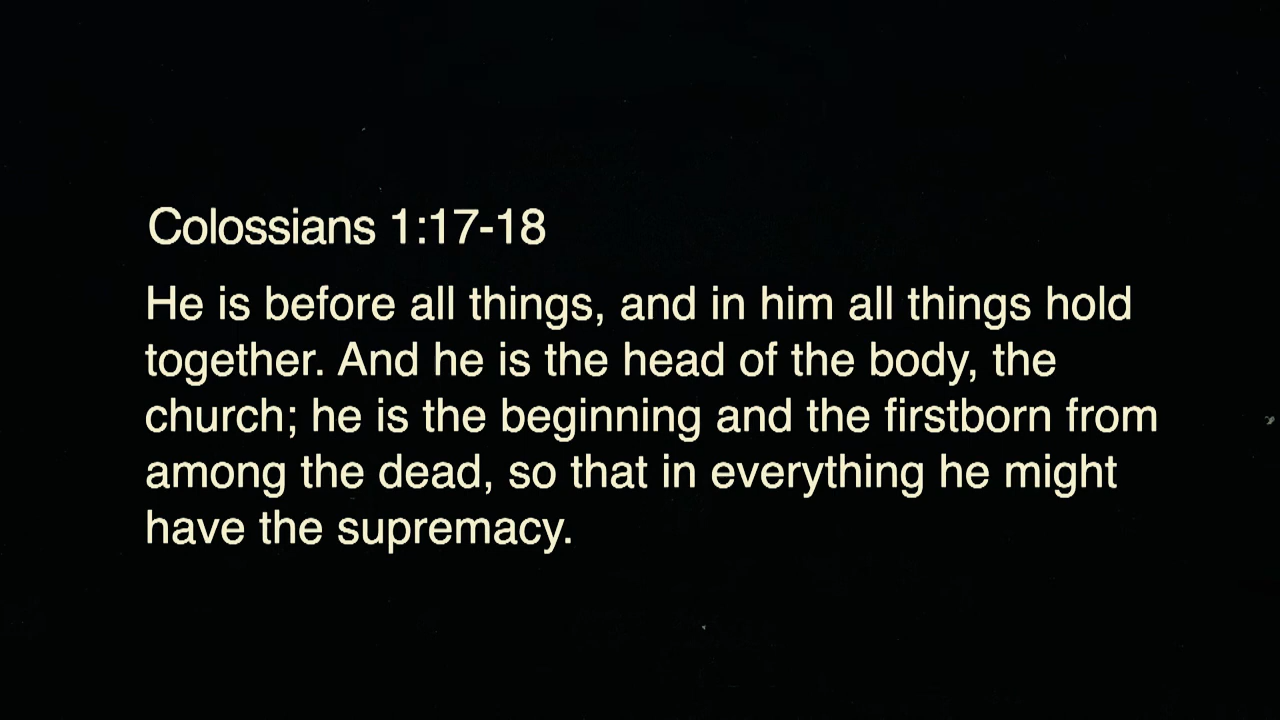 Colossians 1:17-18
He is before all things, and in him all things hold
together. And he is the head of the body, the
church; he is the beginning and the firstborn from
among the dead, so that in everything he might
have the supremacy.